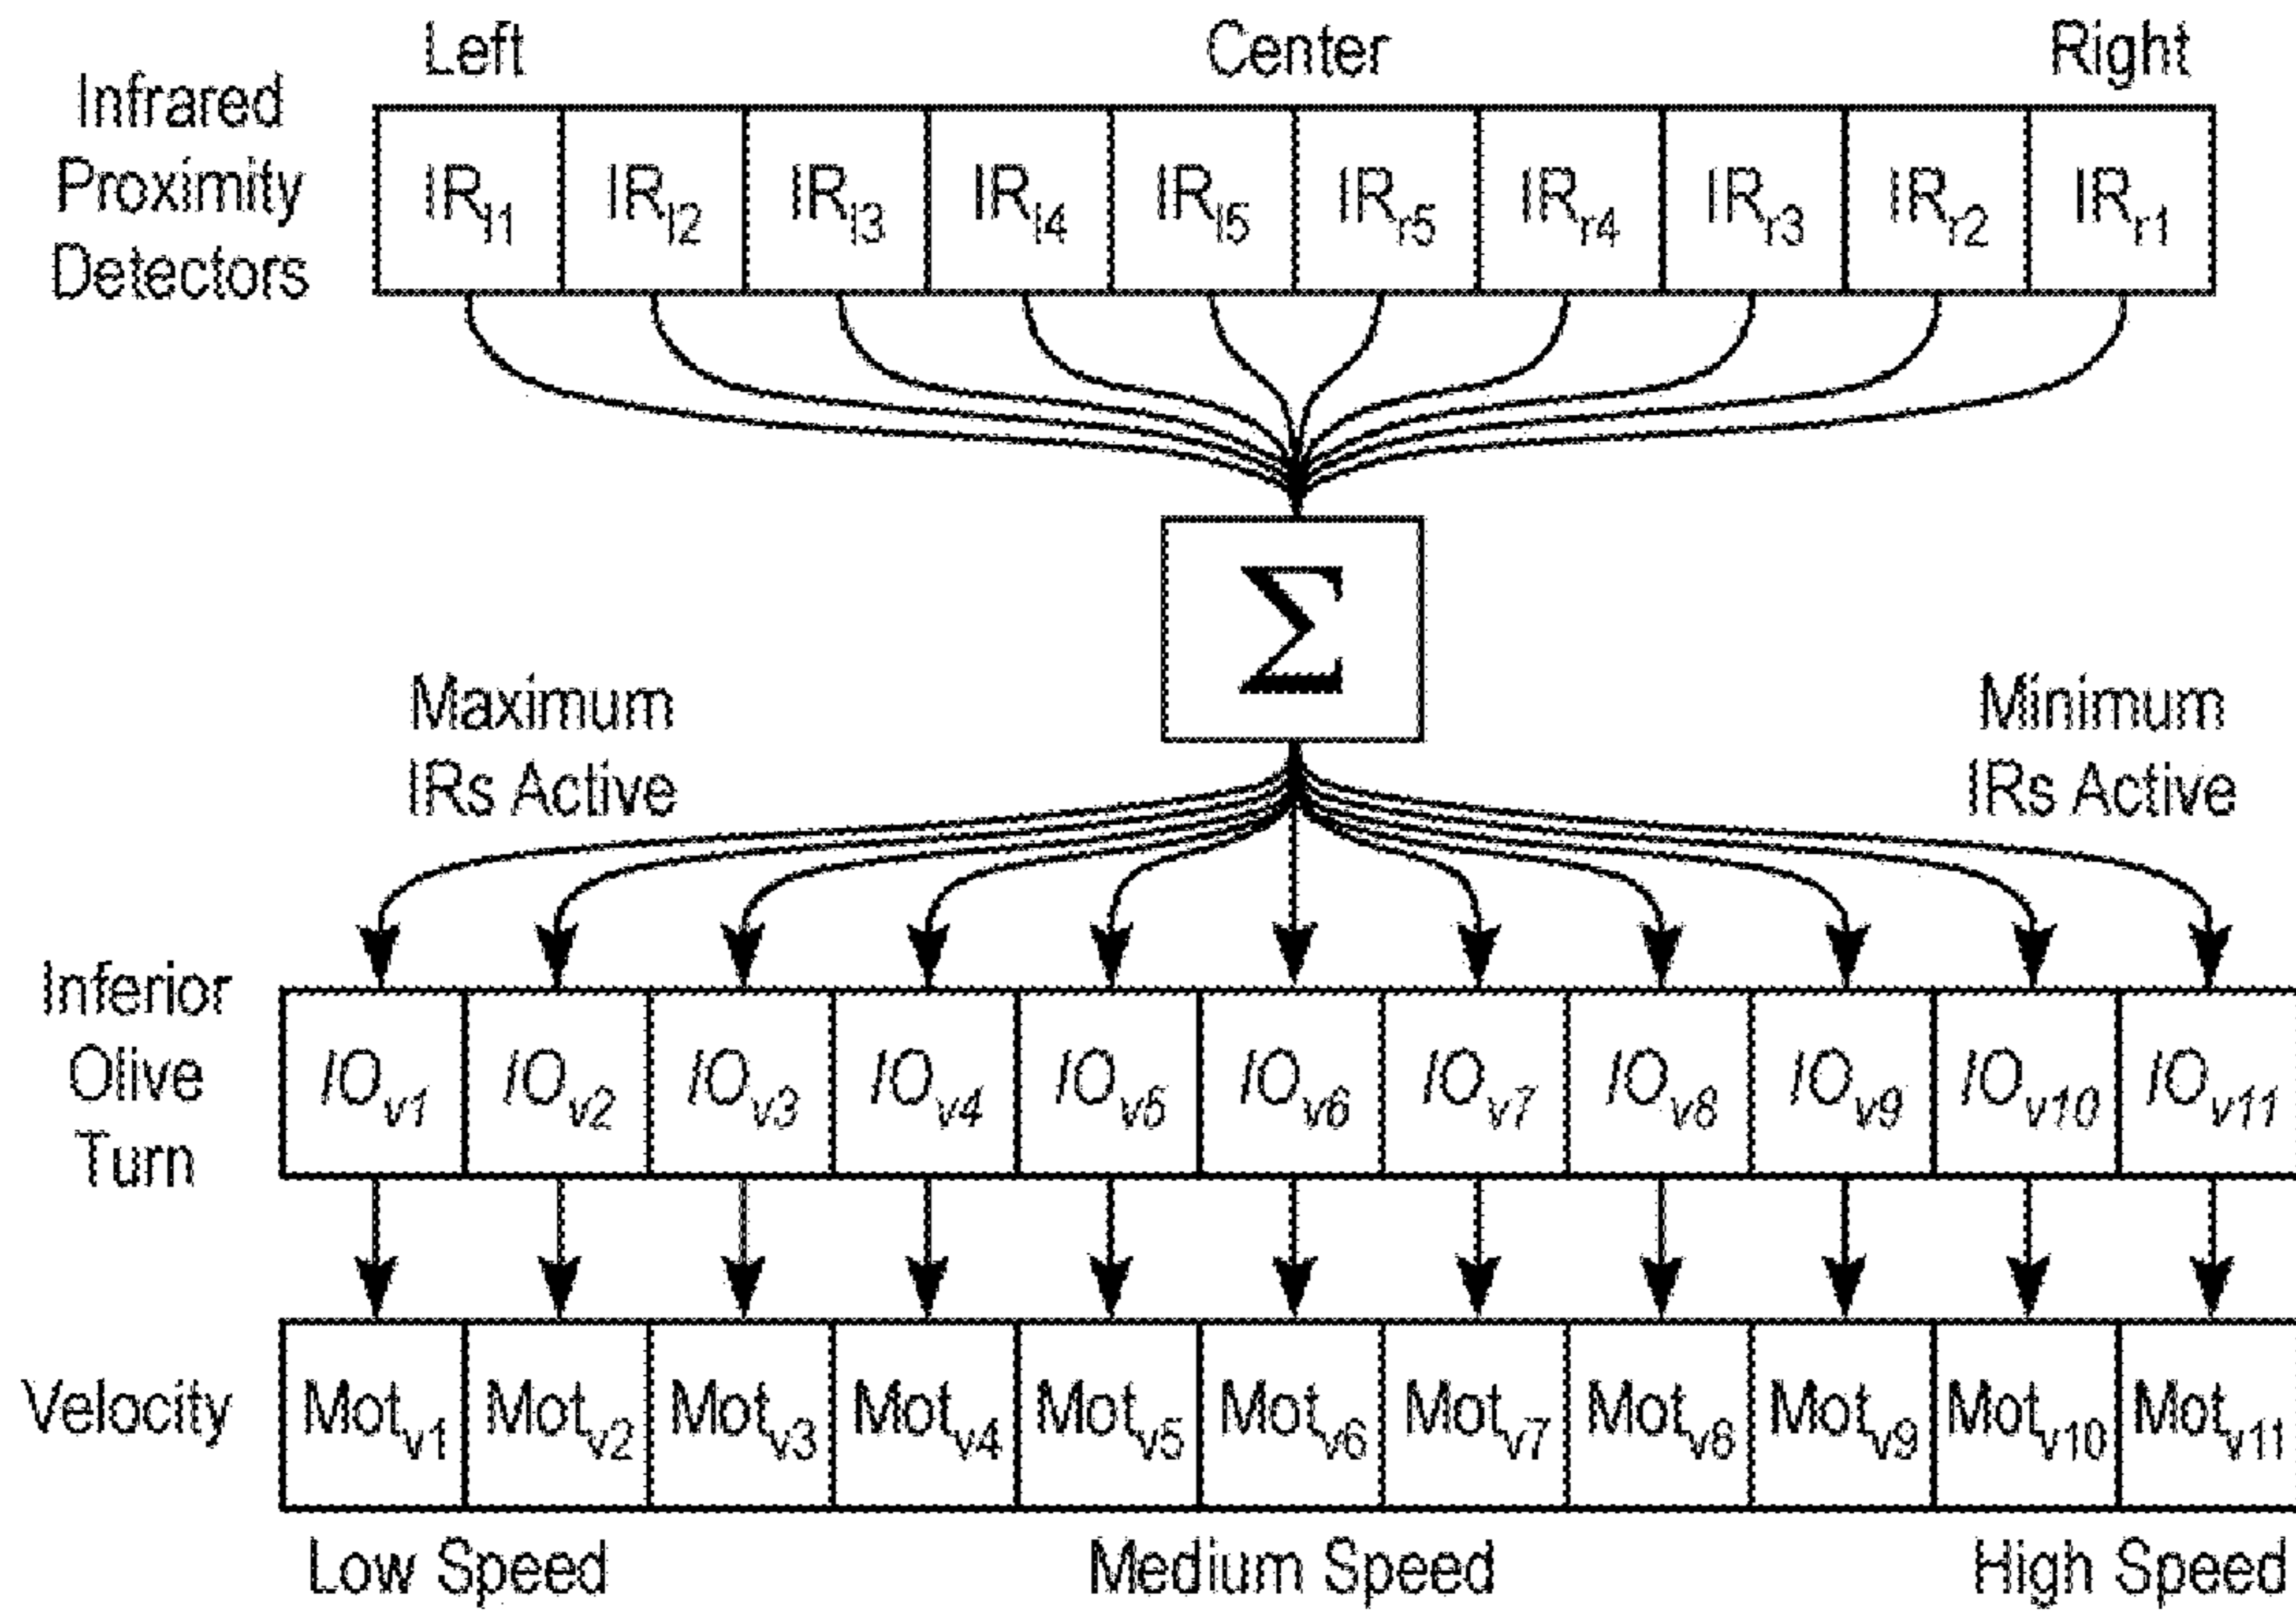 Left Center Right
Infrared
Proximity
Detectors
IRl1 IRl2 IRl3 IRl4 IRl5 IRr5 IRr4 IRr3 IRr2 IRr1
Σ
Maximum
IRs Active
Minimum
IRs Active
Inferior
Olive
Turn
IOv1 IOv2 IOv3 IOv4 IOv5 IOv6 IOv7 IOv8 IOv9 IOv10 IOv11
Velocity
Motv1 Motv2 Motv3 Motv4 Motv5 Motv6 Motv7 Motv8 Motv9 Motv10 Motv11
Low Speed Medium Speed High Speed